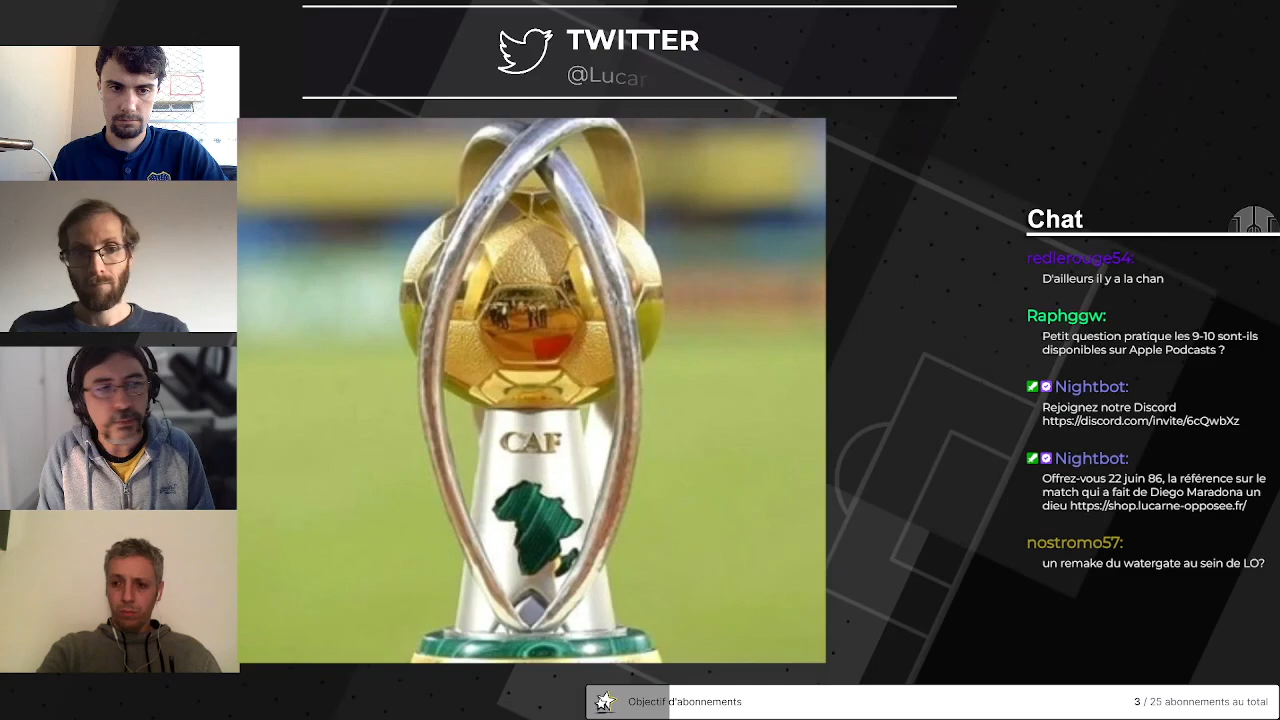 TWITTER
@Lucar
CAF
Chat
redlerouge54:
D'ailleurs il y a la chan
Raphggw:
Petit question pratique les 9-10 sont-ils
disponibles sur Apple Podcasts ?
Nightbot:
Rejoignez notre Discord
https://discord.com/invite/6cQwbXz
Nightbot:
Offrez-vous 22 juin 86, la référence sur le
match qui a fait de Diego Maradona un
dieu https://shop.lucarne-opposee.fr/
nostromo57:
un remake du watergate au sein de LO?
Objectif d'abonnements
3 / 25 abonnements au total